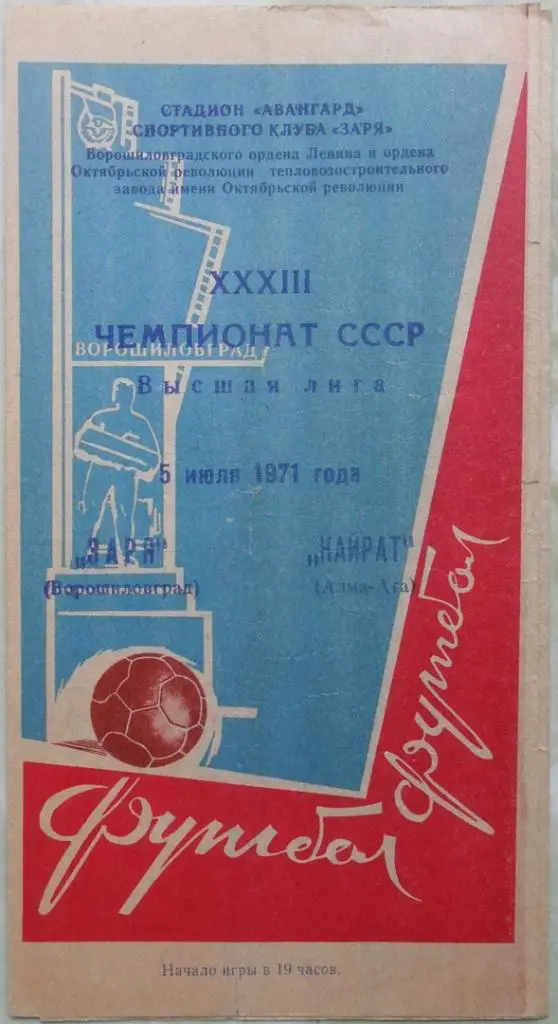 СТАДИОН «АВАНГАРД»
СПОРТИВНОГО КЛУБА «ЗАРЯ»
Ворошиловградского ордена Ленина и ордена
Октябрьской революции тепловозостроительного
завода имени Октябрьской революции
XXXIII
ЧЕМПИОНАТ СССР
ВОРОШИЛОВГРАД
Высшая лига
5 июля 1971 года
„ЗАРЯ" „КАЙРАТ"
(Ворошиловград) (Алма-Ата)
футбол
футбол
Начало игры в 19 часов.